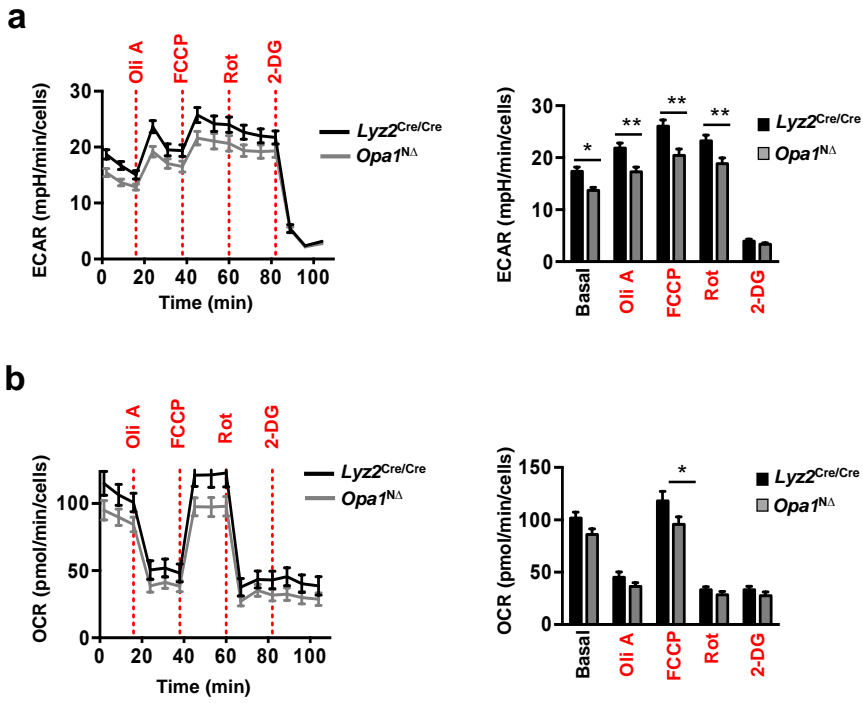 a
Oli A
FCCP
Rot
2-DG
ECAR (mpH/min/cells)
30
20
10
0
0 20 40 60 80 100
Time (min)
Lyz2Cre/Cre
Opa1NΔ
ECAR (mpH/min/cells)
30
20
10
0
* ** ** **
Basal
Oli A
FCCP
Rot
2-DG
Lyz2Cre/Cre
Opa1NΔ
b
Oli A
FCCP
Rot
2-DG
OCR (pmol/min/cells)
100
50
0
0 20 40 60 80 100
Time (min)
Lyz2Cre/Cre
Opa1NΔ
OCR (pmol/min/cells)
150
100
50
0
*
Basal
Oli A
FCCP
Rot
2-DG
Lyz2Cre/Cre
Opa1NΔ